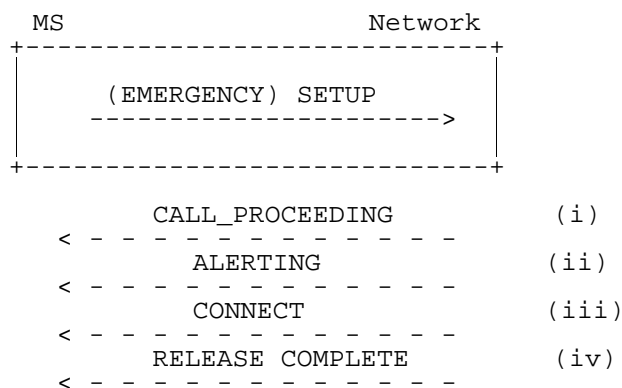 MS Network
+-----------------------------+
(EMERGENCY) SETUP
---------------------->
+-----------------------------+
CALL_PROCEEDING (i)
< - - - - - - - - - - - -
ALERTING (ii)
< - - - - - - - - - - - -
CONNECT (iii)
< - - - - - - - - - - - -
RELEASE COMPLETE (iv)
< - - - - - - - - - - - -